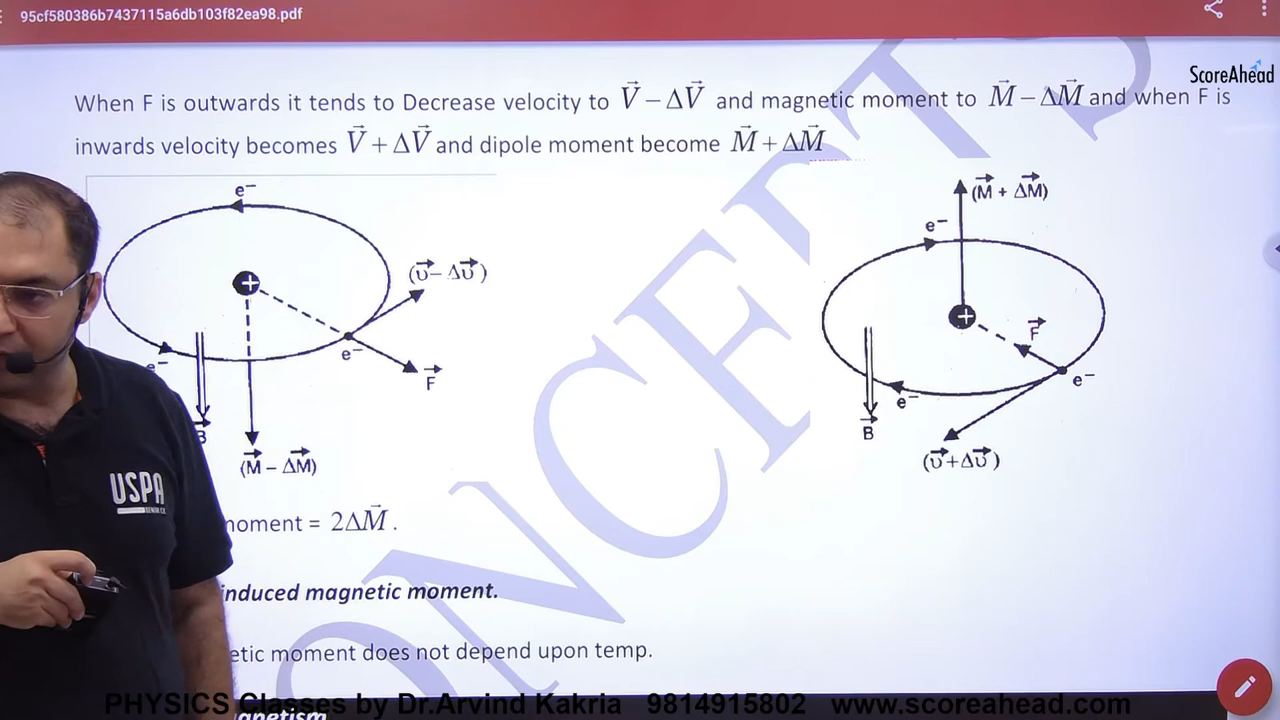 95cf580386b7437115a6db103f82ea98.pdf
ScoreAhead
When F is outwards it tends to Decrease velocity to V⃗ − ΔV⃗ and magnetic moment to M⃗ − ΔM⃗ and when F is
inwards velocity becomes V⃗ + ΔV⃗ and dipole moment become M⃗ + ΔM⃗
e⁻
(υ⃗ − Δυ⃗)
+
e⁻
e⁻
F⃗
B⃗
(M⃗ − ΔM⃗)
(M⃗ + ΔM⃗)
e⁻
+
F⃗
e⁻
e⁻
B⃗
(υ⃗ + Δυ⃗)
moment = 2ΔM⃗ .
induced magnetic moment.
etic moment does not depend upon temp.
USPA
CONCEPTS
PHYSICS Classes by Dr.Arvind Kakria 9814915802 www.scoreahead.com
gnetism